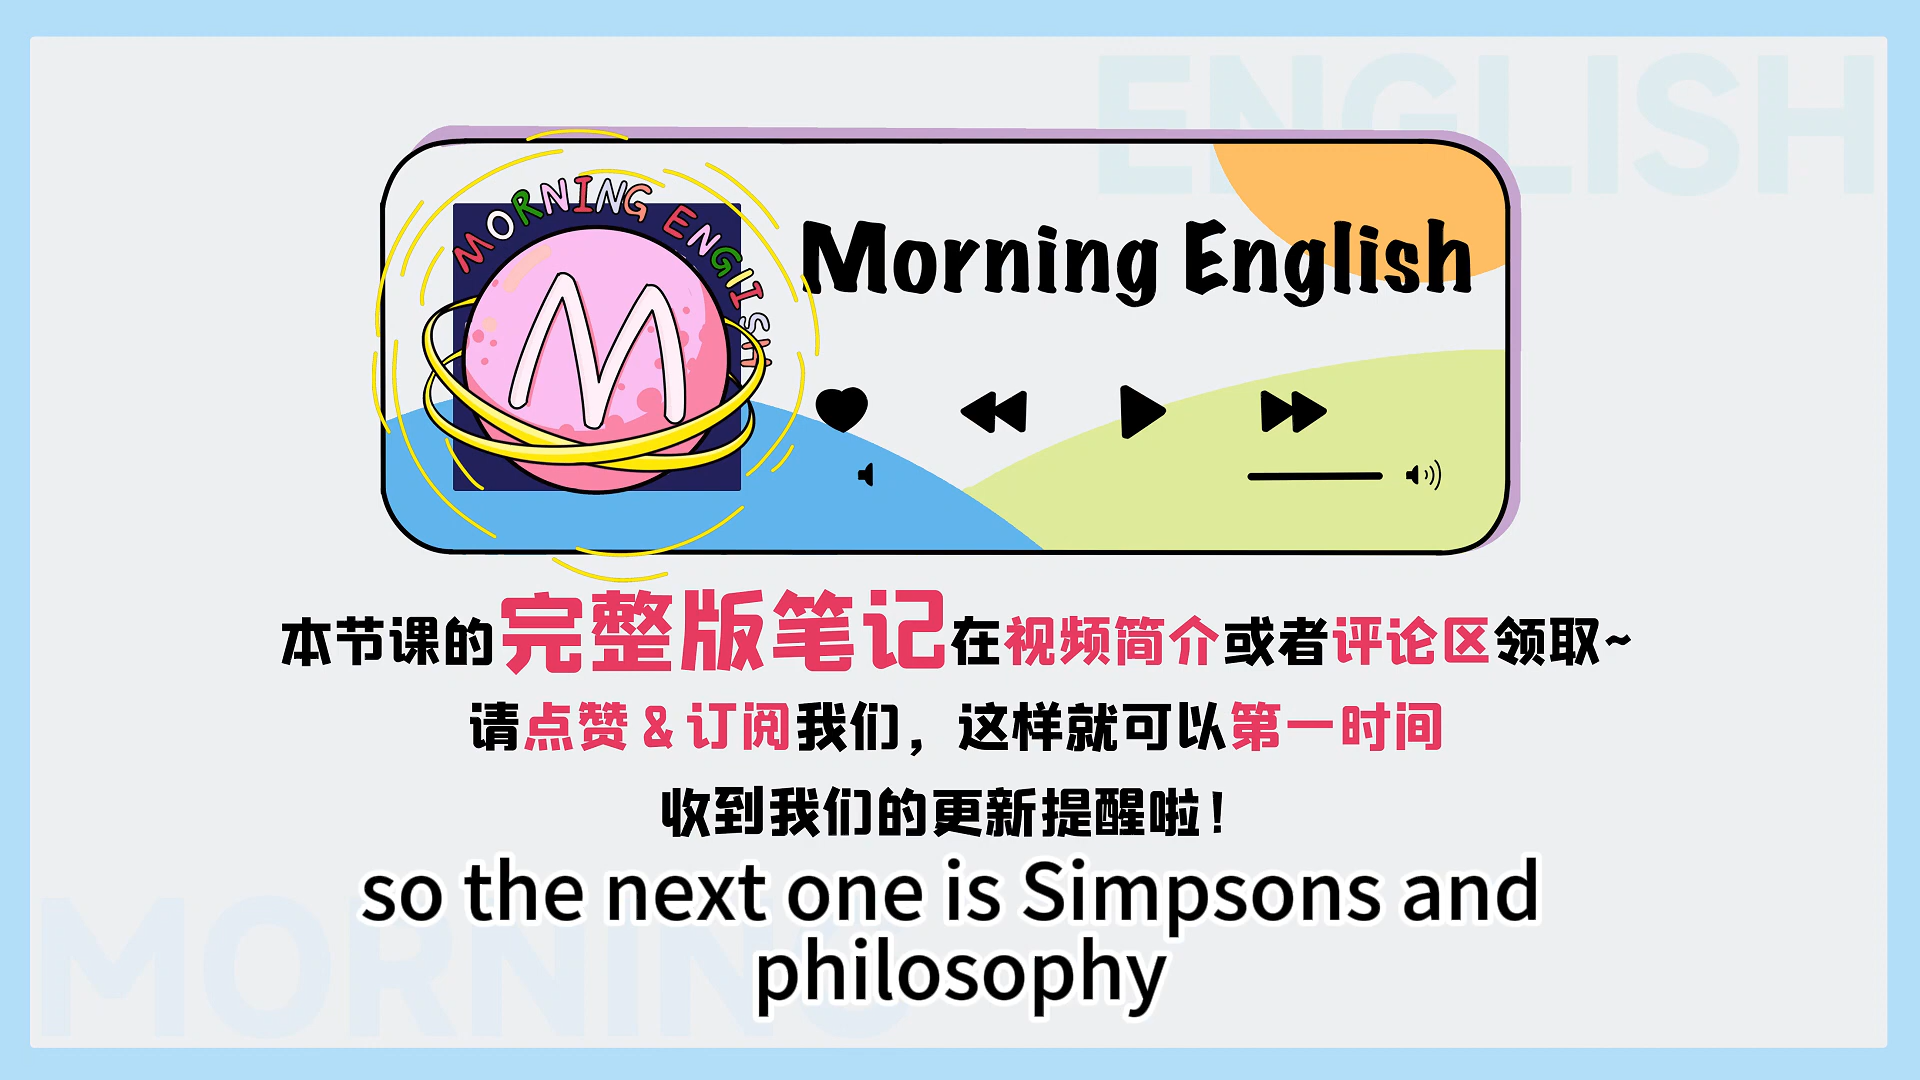 ENGLISH
MORNING ENGLISH
M
Morning English
本节课的完整版笔记在视频简介或者评论区领取~
请点赞&订阅我们，这样就可以第一时间
收到我们的更新提醒啦！
so the next one is Simpsons and
philosophy
MORNING